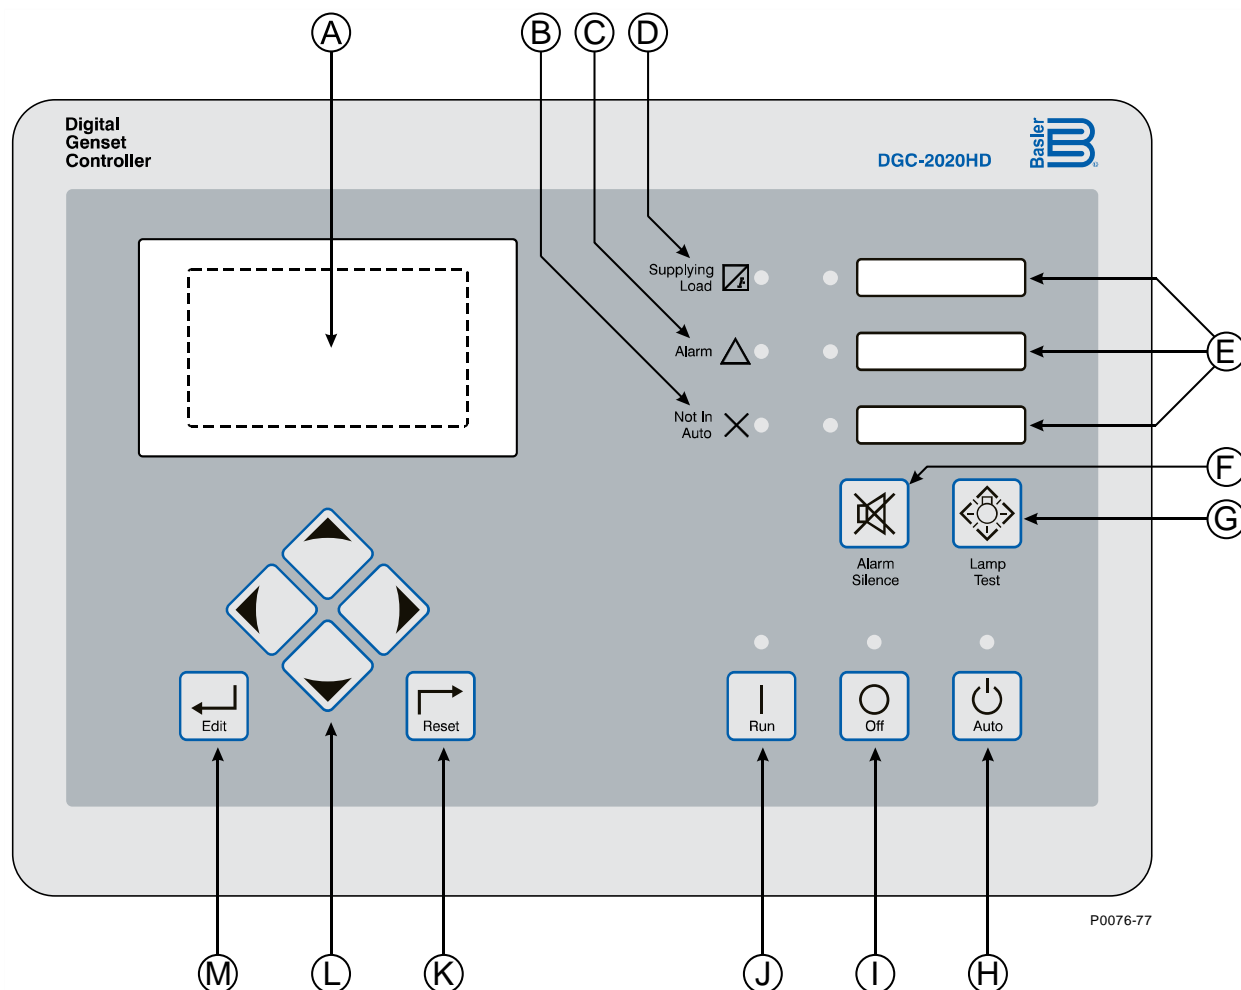 A
B
C
D
Digital
Genset
Controller
DGC-2020HD
Basler
Supplying
Load
Alarm
E
Not In
Auto
F
G
Alarm
Silence
Lamp
Test
Edit
Reset
Run
Off
Auto
P0076-77
M
L
K
J
I
H